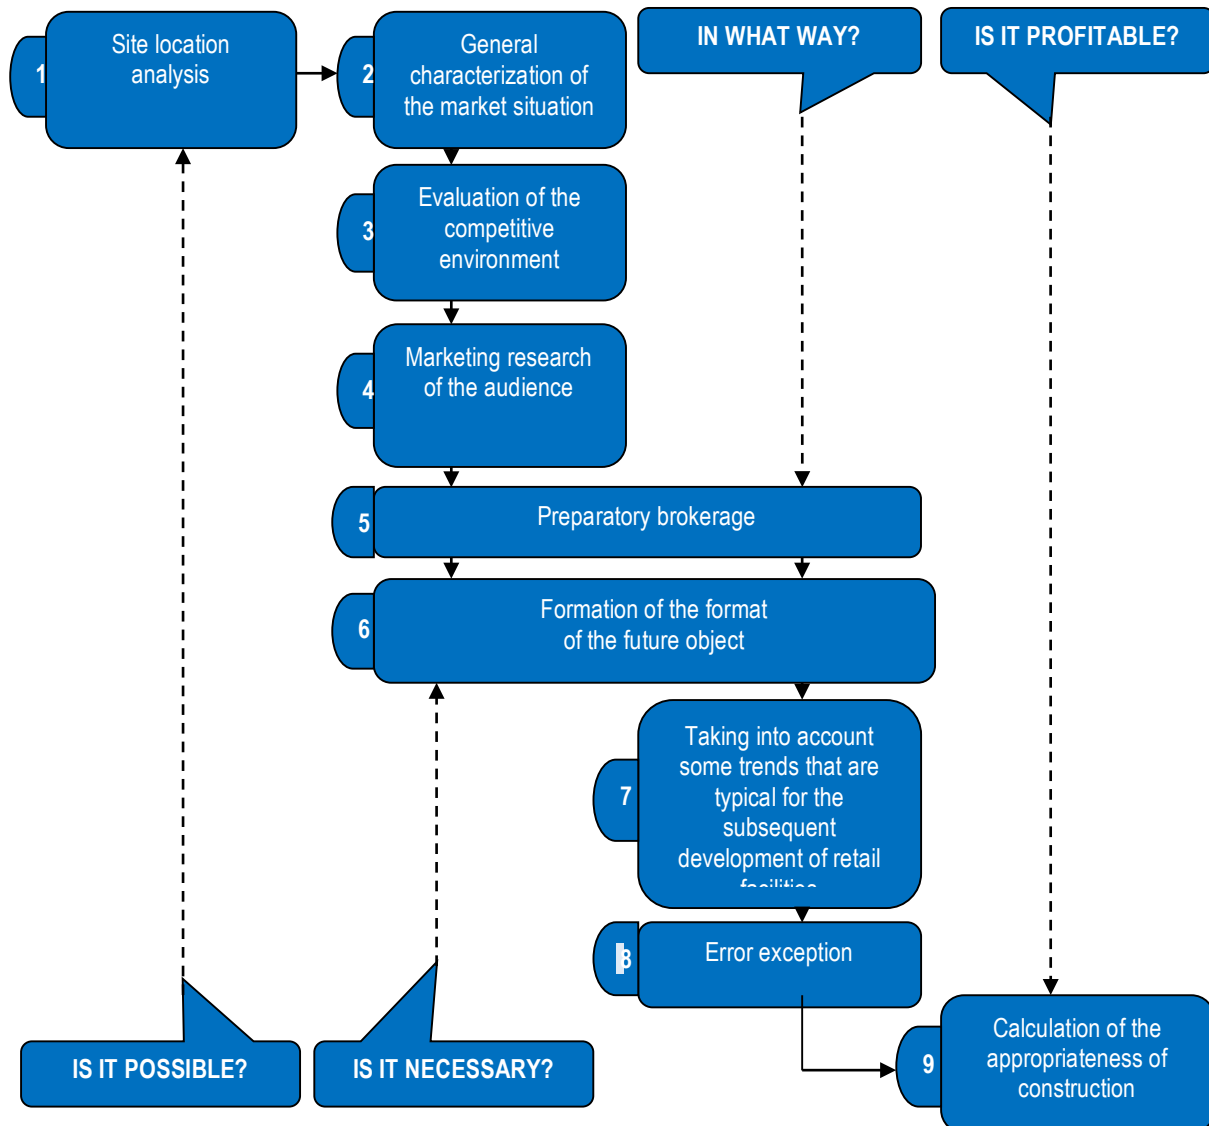 1
Site location
analysis
2
General
characterization of
the market situation
IN WHAT WAY?
IS IT PROFITABLE?
3
Evaluation of the
competitive
environment
4
Marketing research
of the audience
5
Preparatory brokerage
6
Formation of the format
of the future object
7
Taking into account
some trends that are
typical for the
subsequent
development of retail
facilities
8
Error exception
9
Calculation of the
appropriateness of
construction
IS IT POSSIBLE?
IS IT NECESSARY?